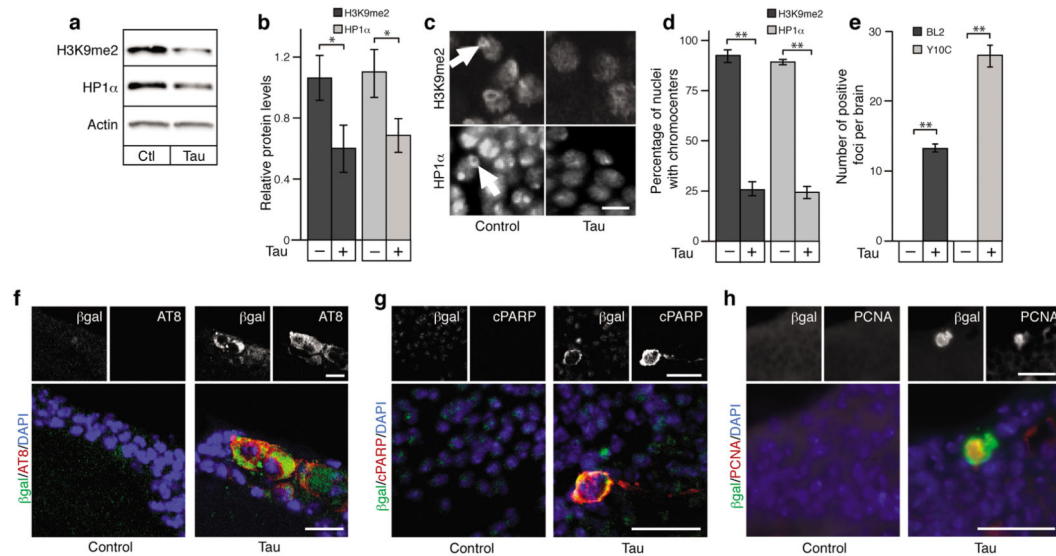 a
H3K9me2
HP1α
Actin
Ctl Tau
b
H3K9me2
HP1α
Relative protein levels
1.2
0.8
0.4
0
* *
Tau − + − +
c
H3K9me2
HP1α
Control Tau
d
H3K9me2
HP1α
Percentage of nuclei
with chromocenters
100
75
50
25
0
** **
Tau − + − +
e
BL2
Y10C
Number of positive
foci per brain
30
20
10
0
** **
Tau − + − +
f
βgal AT8 βgal AT8
βgal/AT8/DAPI
Control Tau
g
βgal cPARP βgal cPARP
βgal/cPARP/DAPI
Control Tau
h
βgal PCNA βgal PCNA
βgal/PCNA/DAPI
Control Tau